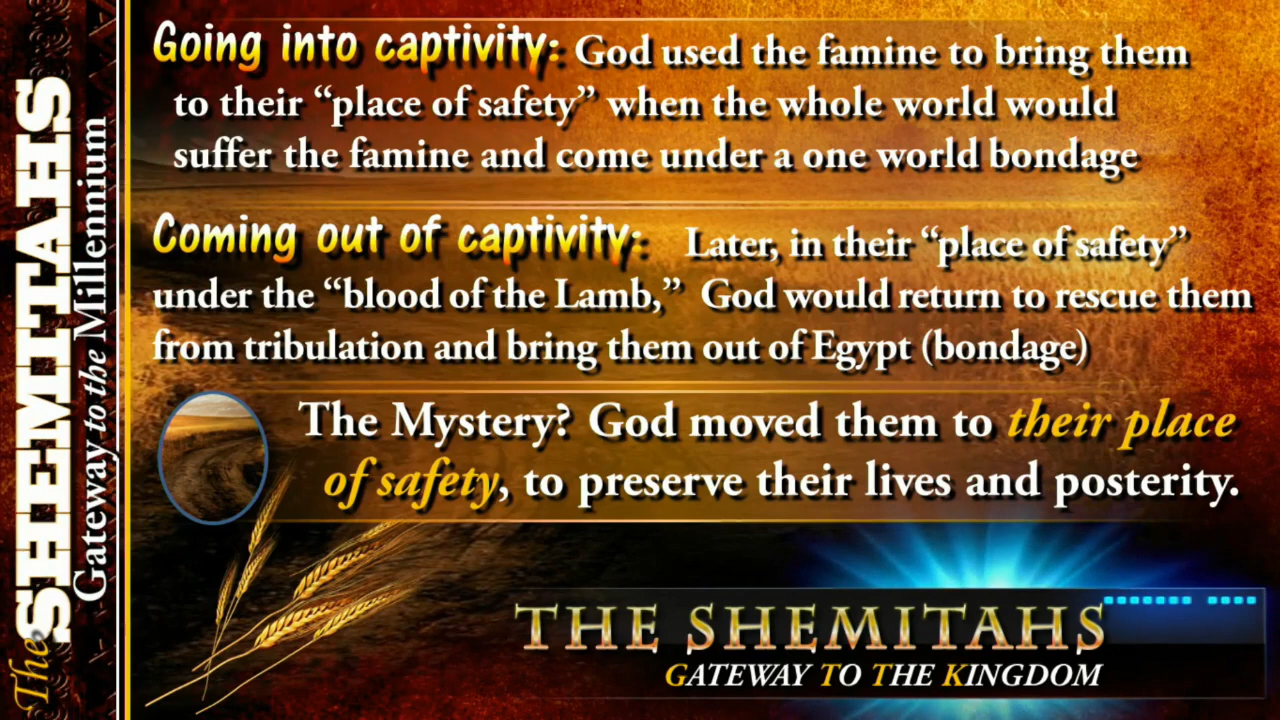 The SHEMITAHS
Gateway to the Millennium
Going into captivity: God used the famine to bring them
to their “place of safety” when the whole world would
suffer the famine and come under a one world bondage
Coming out of captivity: Later, in their “place of safety”
under the “blood of the Lamb,” God would return to rescue them
from tribulation and bring them out of Egypt (bondage)
The Mystery? God moved them to their place
of safety, to preserve their lives and posterity.
THE SHEMITAHS
GATEWAY TO THE KINGDOM